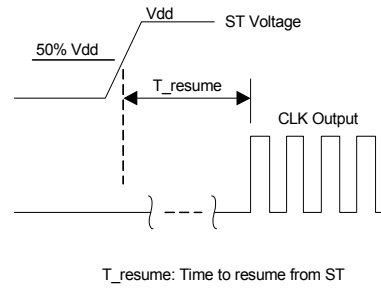 Vdd
ST Voltage
50% Vdd
T_resume
CLK Output
T_resume: Time to resume from ST